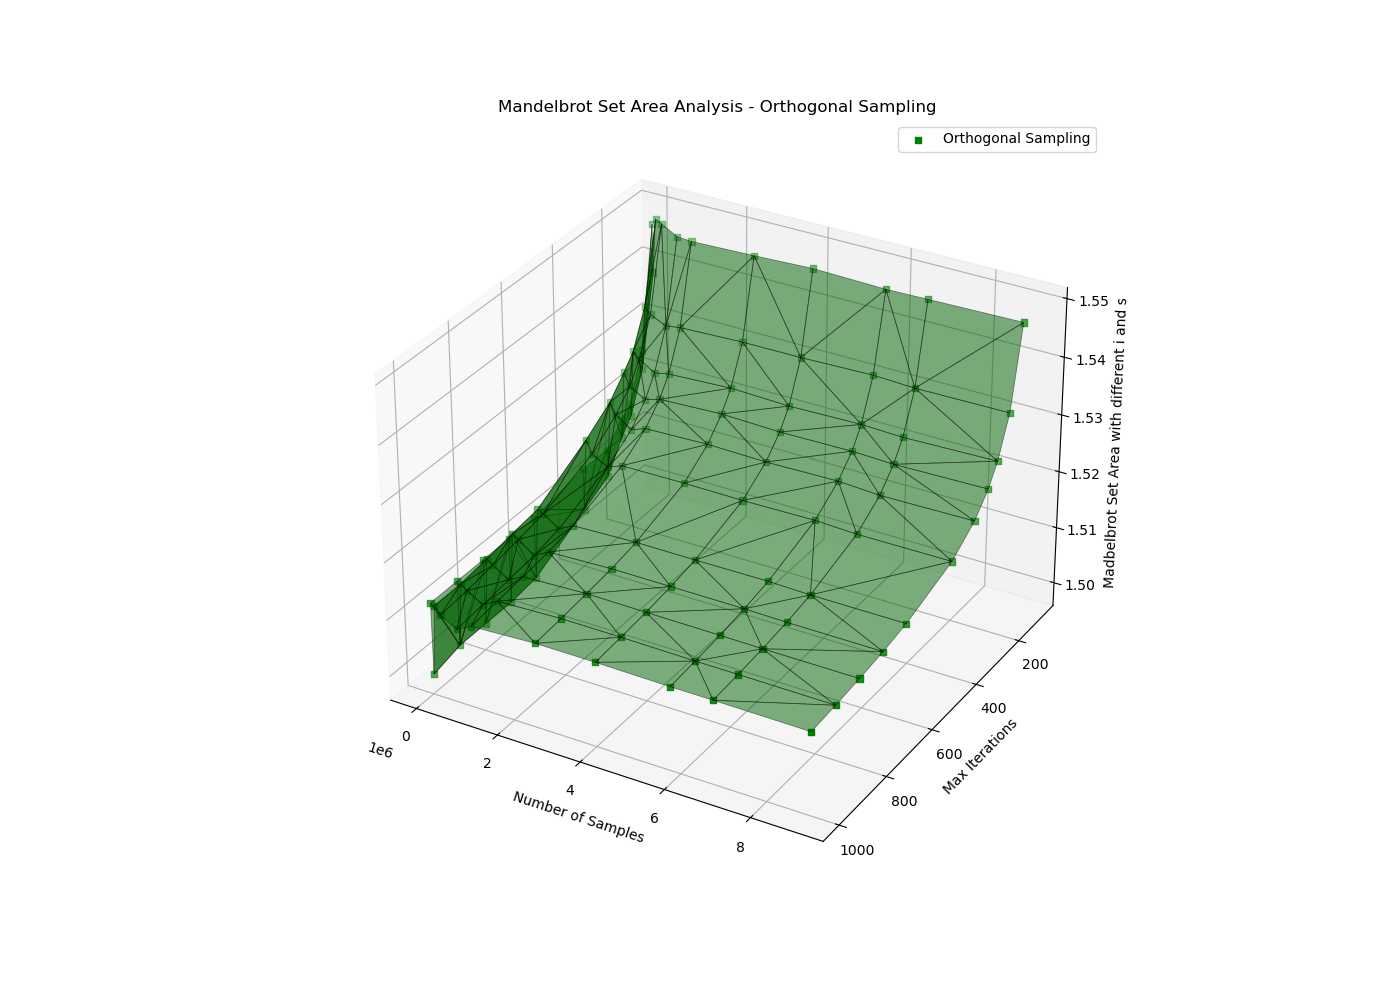 Mandelbrot Set Area Analysis - Orthogonal Sampling
Orthogonal Sampling
1.55
1.54
1.53
1.52
1.51
1.50
Madbelbrot Set Area with different i and s
200
400
600
800
1000
Max Iterations
0
2
4
6
8
1e6
Number of Samples